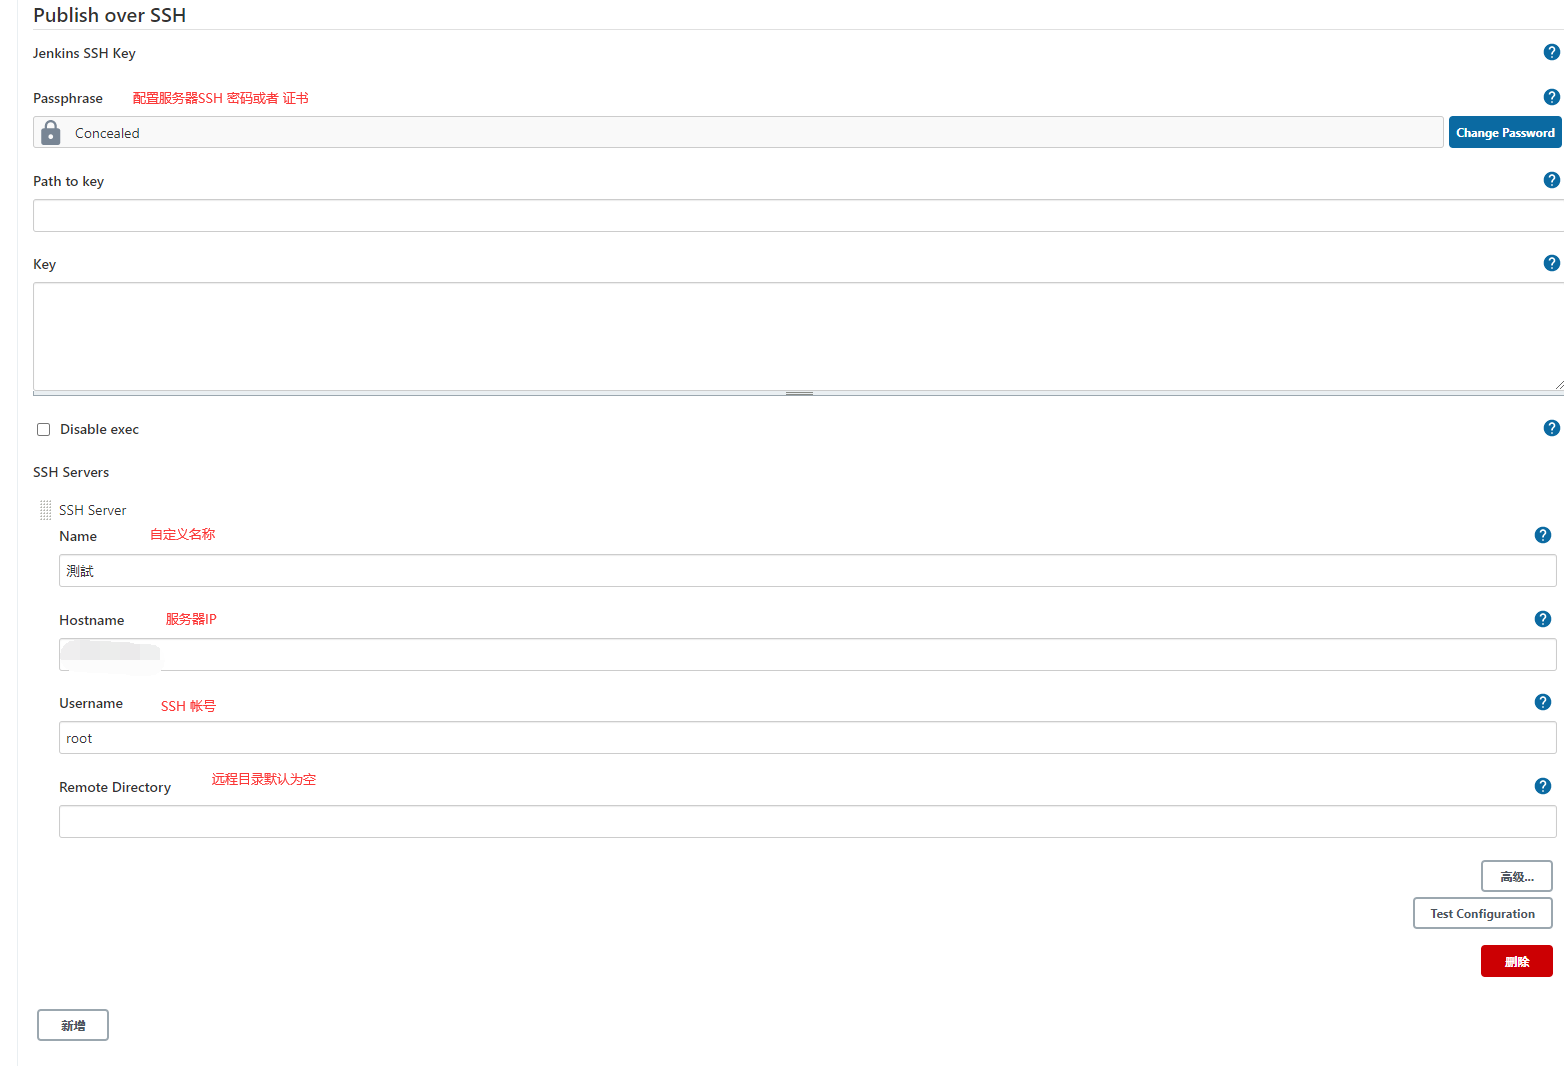 Publish over SSH
Jenkins SSH Key
Passphrase 配置服务器SSH 密码或者 证书
Concealed Change Password
Path to key
Key
Disable exec
SSH Servers
SSH Server
Name 自定义名称
測試
Hostname 服务器IP
Username SSH 帐号
root
Remote Directory 远程目录默认为空
高级...
Test Configuration
删除
新增